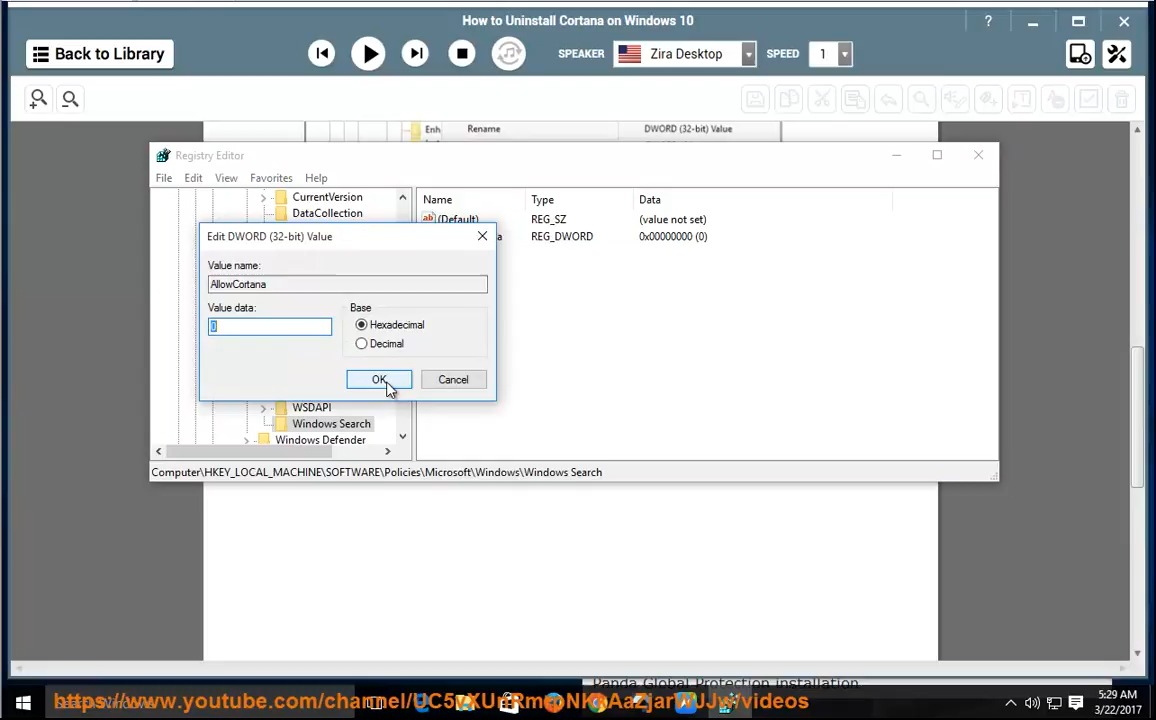 How to Uninstall Cortana on Windows 10
?
Back to Library
SPEAKER
Zira Desktop
SPEED
1
Enh
Rename
DWORD (32-bit) Value
Registry Editor
File Edit View Favorites Help
CurrentVersion
DataCollection
Name Type Data
ab (Default) REG_SZ (value not set)
a REG_DWORD 0x00000000 (0)
Edit DWORD (32-bit) Value
Value name:
AllowCortana
Value data:
0
Base
Hexadecimal
Decimal
OK
Cancel
WSDAPI
Windows Search
Windows Defender
Computer\HKEY_LOCAL_MACHINE\SOFTWARE\Policies\Microsoft\Windows\Windows Search
Panda Global Protection installation
5:29 AM
3/22/2017